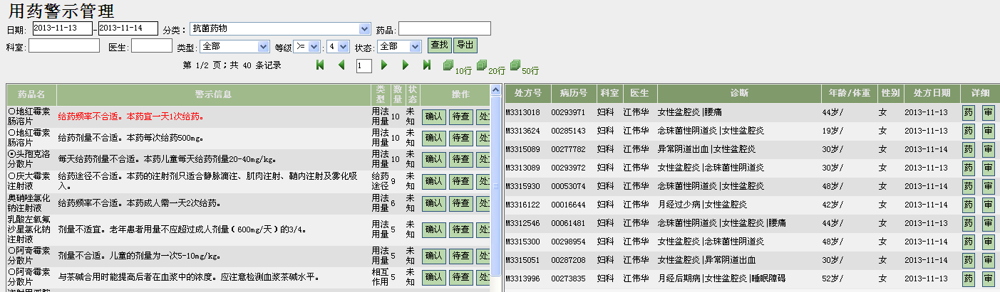 用药警示管理
日期: 2013-11-13 - 2013-11-14 分类: 抗菌药物 药品:
科室: 医生: 类型: 全部 等级 >= : 4 状态: 全部 查找 导出
第 1/2 页;共 40 条记录 1 10行 20行 50行
药品名 警示信息 类型 数量 状态 操作
〇地红霉素肠溶片 给药频率不合适。本药宜一天1次给药。 用法用量 10 未知 确认 待查
〇地红霉素肠溶片 给药剂量不合适。本药每次给药500mg。 用法用量 10 未知 确认 待查
⊙头孢克洛分散片 每天给药剂量不合适。本药儿童每天给药剂量20-40mg/kg。 用法用量 10 未知 确认 待查
〇庆大霉素注射液 给药途径不合适。本药的注射剂只适合静脉滴注、肌肉注射、鞘内注射及雾化吸入。 给药途径 9 未知 确认 待查
奥硝唑氯化钠注射液 给药频率不合适。本药成人需一天2次给药。 用法用量 6 未知 确认 待查
乳酸左氧氟沙星氯化钠注射液 剂量不适宜。老年患者用量不应超过成人剂量(600mg/天)的3/4。 用法用量 5 未知 确认 待查
〇阿奇霉素分散片 剂量不合适。儿童的剂量为一次5-10mg/kg。 用法用量 5 未知 确认 待查
〇阿奇霉素分散片 与茶碱合用时能提高后者在血浆中的浓度。应注意检测血浆茶碱水平。 相互作用 5 未知 确认 待查
处方号 病历号 科室 医生 诊断 年龄/体重 性别 处方日期 详细
M3313018 00293971 妇科 江伟华 女性盆腔炎|腰痛 44岁/ 女 2013-11-13 药 审
M3313624 00285143 妇科 江伟华 念珠菌性阴道炎|女性盆腔炎 19岁/ 女 2013-11-13 药 审
M3315089 00277782 妇科 江伟华 异常阴道出血|女性盆腔炎 30岁/ 女 2013-11-14 药 审
M3313089 00293972 妇科 江伟华 女性盆腔炎|念珠菌性阴道炎 30岁/ 女 2013-11-13 药 审
M3315930 00053074 妇科 江伟华 念珠菌性阴道炎|女性盆腔炎 48岁/ 女 2013-11-14 药 审
M3316122 00016644 妇科 江伟华 月经过少病|女性盆腔炎 42岁/ 女 2013-11-14 药 审
M3312546 00061481 妇科 江伟华 念珠菌性阴道炎|女性盆腔炎|腰痛 44岁/ 女 2013-11-13 药 审
M3315300 00298954 妇科 江伟华 念珠菌性阴道炎|女性盆腔炎 48岁/ 女 2013-11-14 药 审
M3315051 00287208 妇科 江伟华 女性盆腔炎|异常阴道出血 30岁/ 女 2013-11-14 药 审
M3313996 00273835 妇科 江伟华 月经后期病|女性盆腔炎|睡眠障碍 52岁/ 女 2013-11-13 药 审